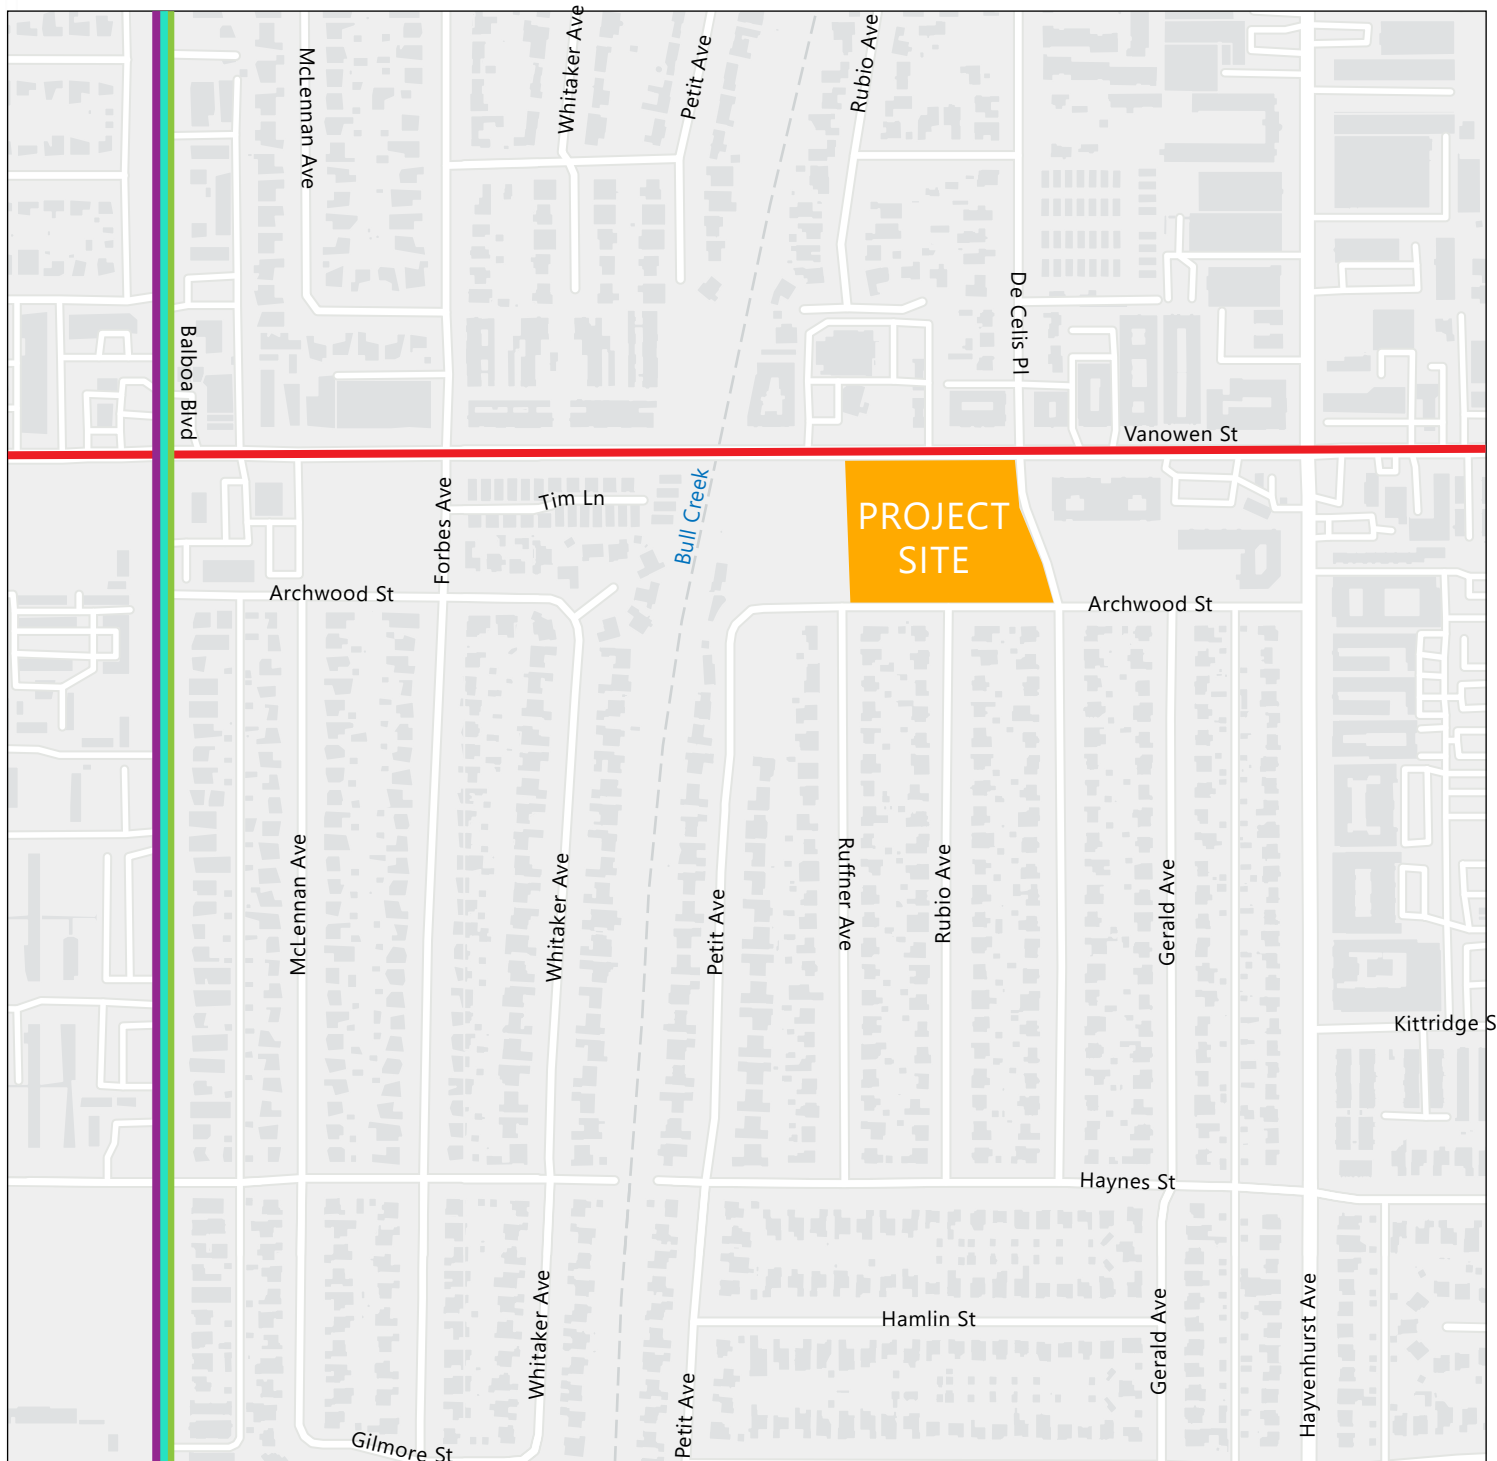 Whitaker Ave
Petit Ave
Rubio Ave
McLennan Ave
De Celis Pl
Balboa Blvd
Vanowen St
Bull Creek
Tim Ln
Forbes Ave
PROJECT
SITE
Archwood St
Archwood St
McLennan Ave
Whitaker Ave
Petit Ave
Ruffner Ave
Rubio Ave
Gerald Ave
Kittridge S
Haynes St
Whitaker Ave
Hamlin St
Gerald Ave
Hayvenhurst Ave
Petit Ave
Gilmore St